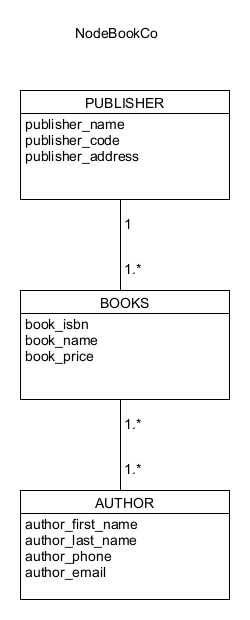 NodeBookCo
PUBLISHER
publisher_name
publisher_code
publisher_address
1
1.*
BOOKS
book_isbn
book_name
book_price
1.*
1.*
AUTHOR
author_first_name
author_last_name
author_phone
author_email